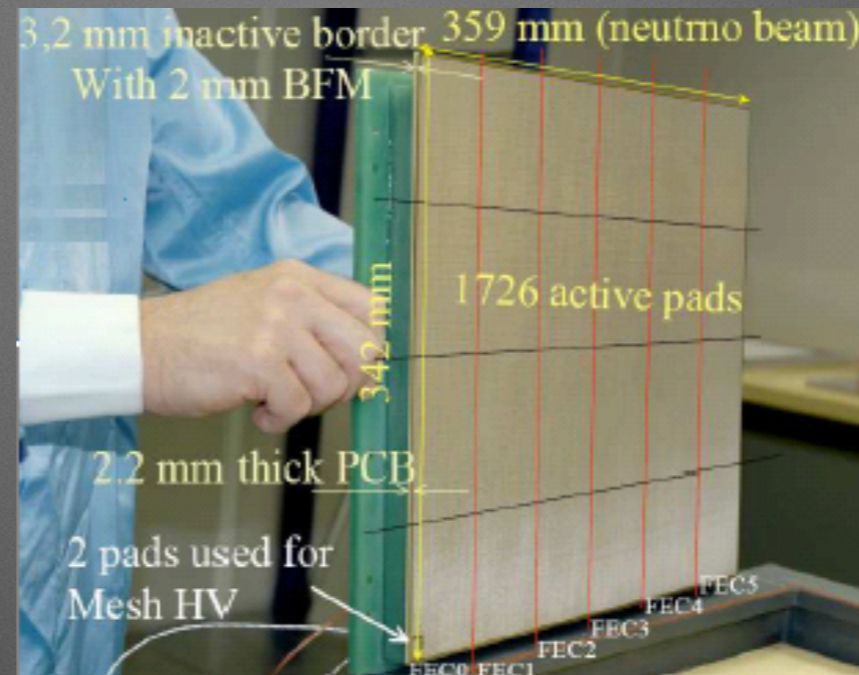 3,2 mm inactive border
With 2 mm BFM
359 mm (neutrino beam)
1726 active pads
342 mm
2.2 mm thick PCB
2 pads used for
Mesh HV
FEC0
FEC1
FEC2
FEC3
FEC4
FEC5